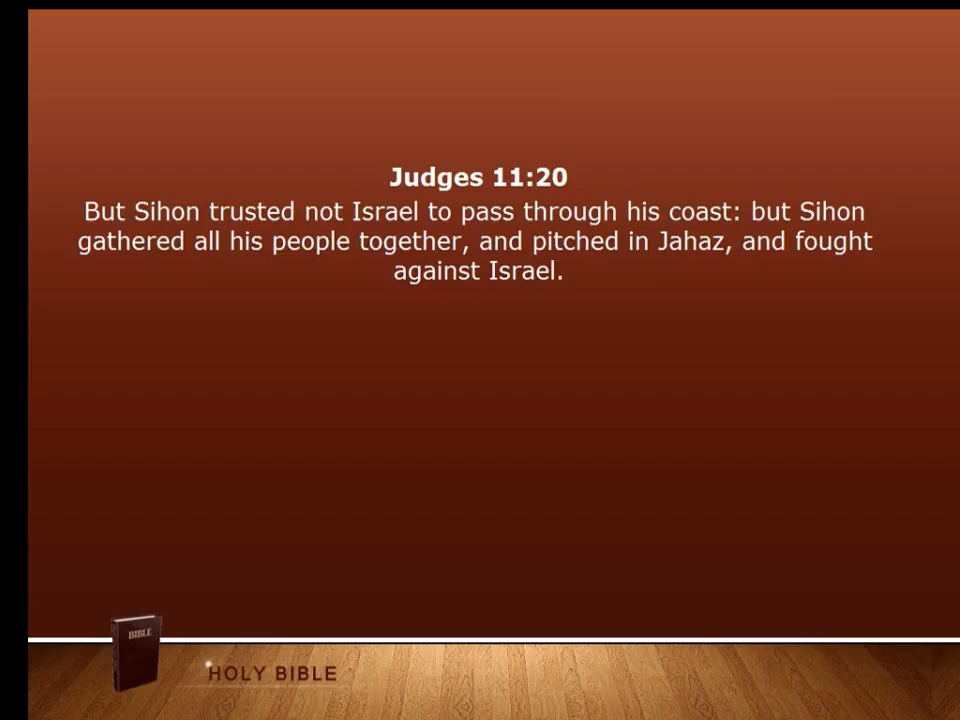 Judges 11:20
But Sihon trusted not Israel to pass through his coast: but Sihon
gathered all his people together, and pitched in Jahaz, and fought
against Israel.
BIBLE
HOLY BIBLE